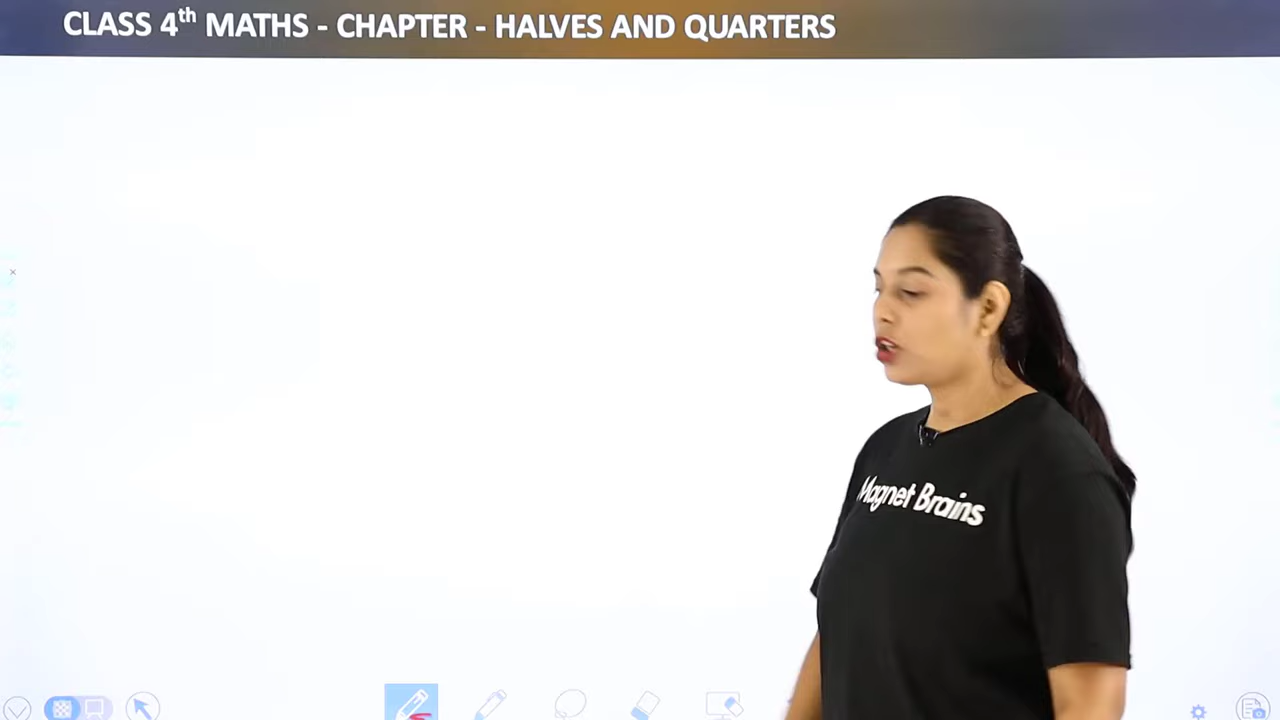 CLASS 4th MATHS - CHAPTER - HALVES AND QUARTERS
Magnet Brains